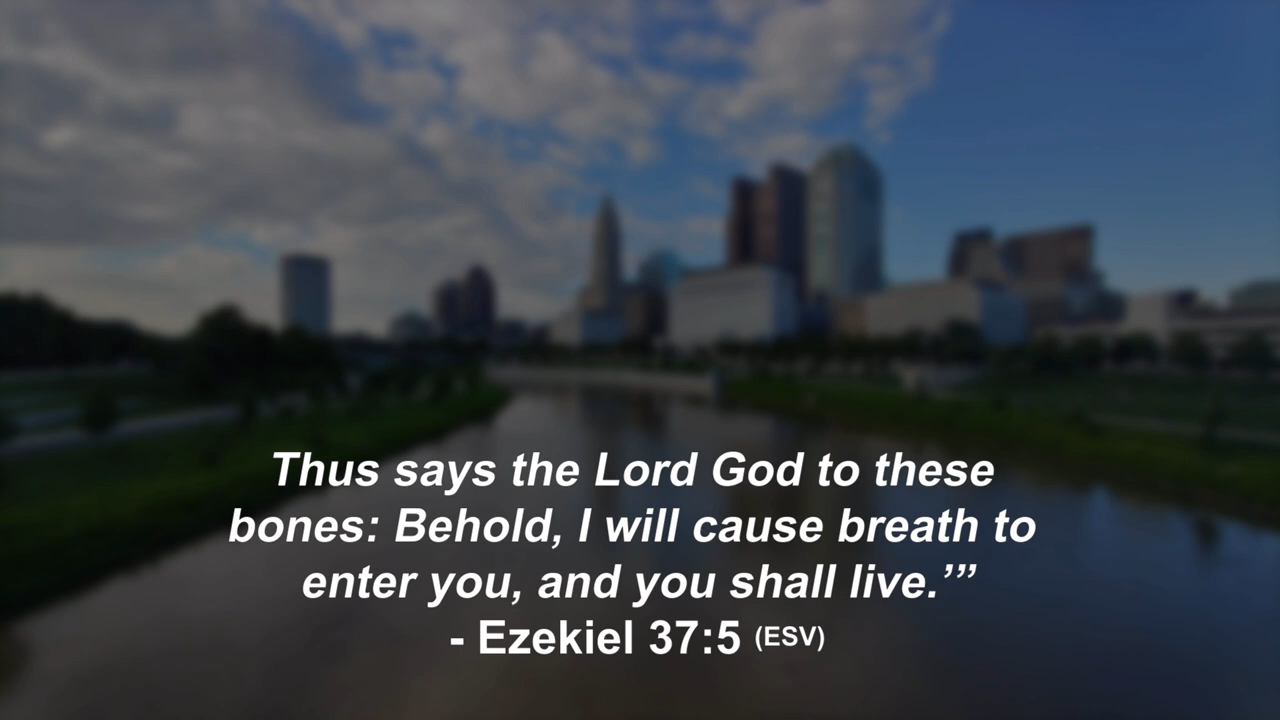 Thus says the Lord God to these
bones: Behold, I will cause breath to
enter you, and you shall live.’”
- Ezekiel 37:5 (ESV)